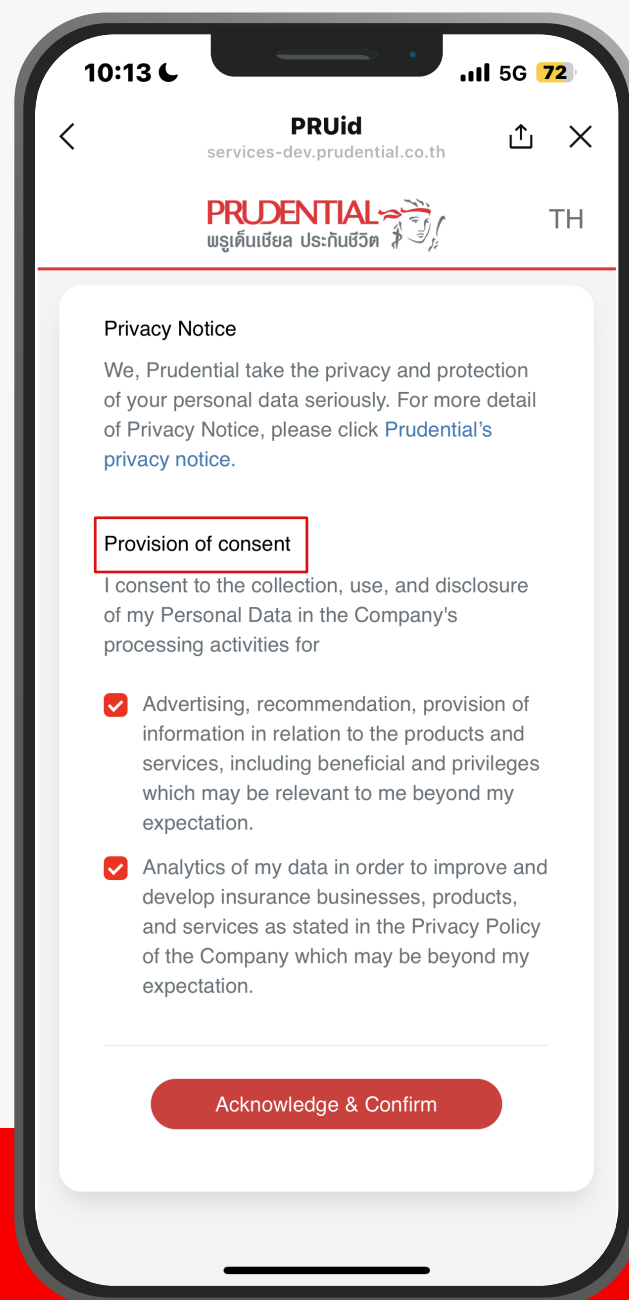 10:13
5G 72
PRUid
services-dev.prudential.co.th
PRUDENTIAL
พรูเด็นเชียล ประกันชีวิต
TH
Privacy Notice
We, Prudential take the privacy and protection
of your personal data seriously. For more detail
of Privacy Notice, please click Prudential's
privacy notice.
Provision of consent
I consent to the collection, use, and disclosure
of my Personal Data in the Company's
processing activities for
Advertising, recommendation, provision of
information in relation to the products and
services, including beneficial and privileges
which may be relevant to me beyond my
expectation.
Analytics of my data in order to improve and
develop insurance businesses, products,
and services as stated in the Privacy Policy
of the Company which may be beyond my
expectation.
Acknowledge & Confirm